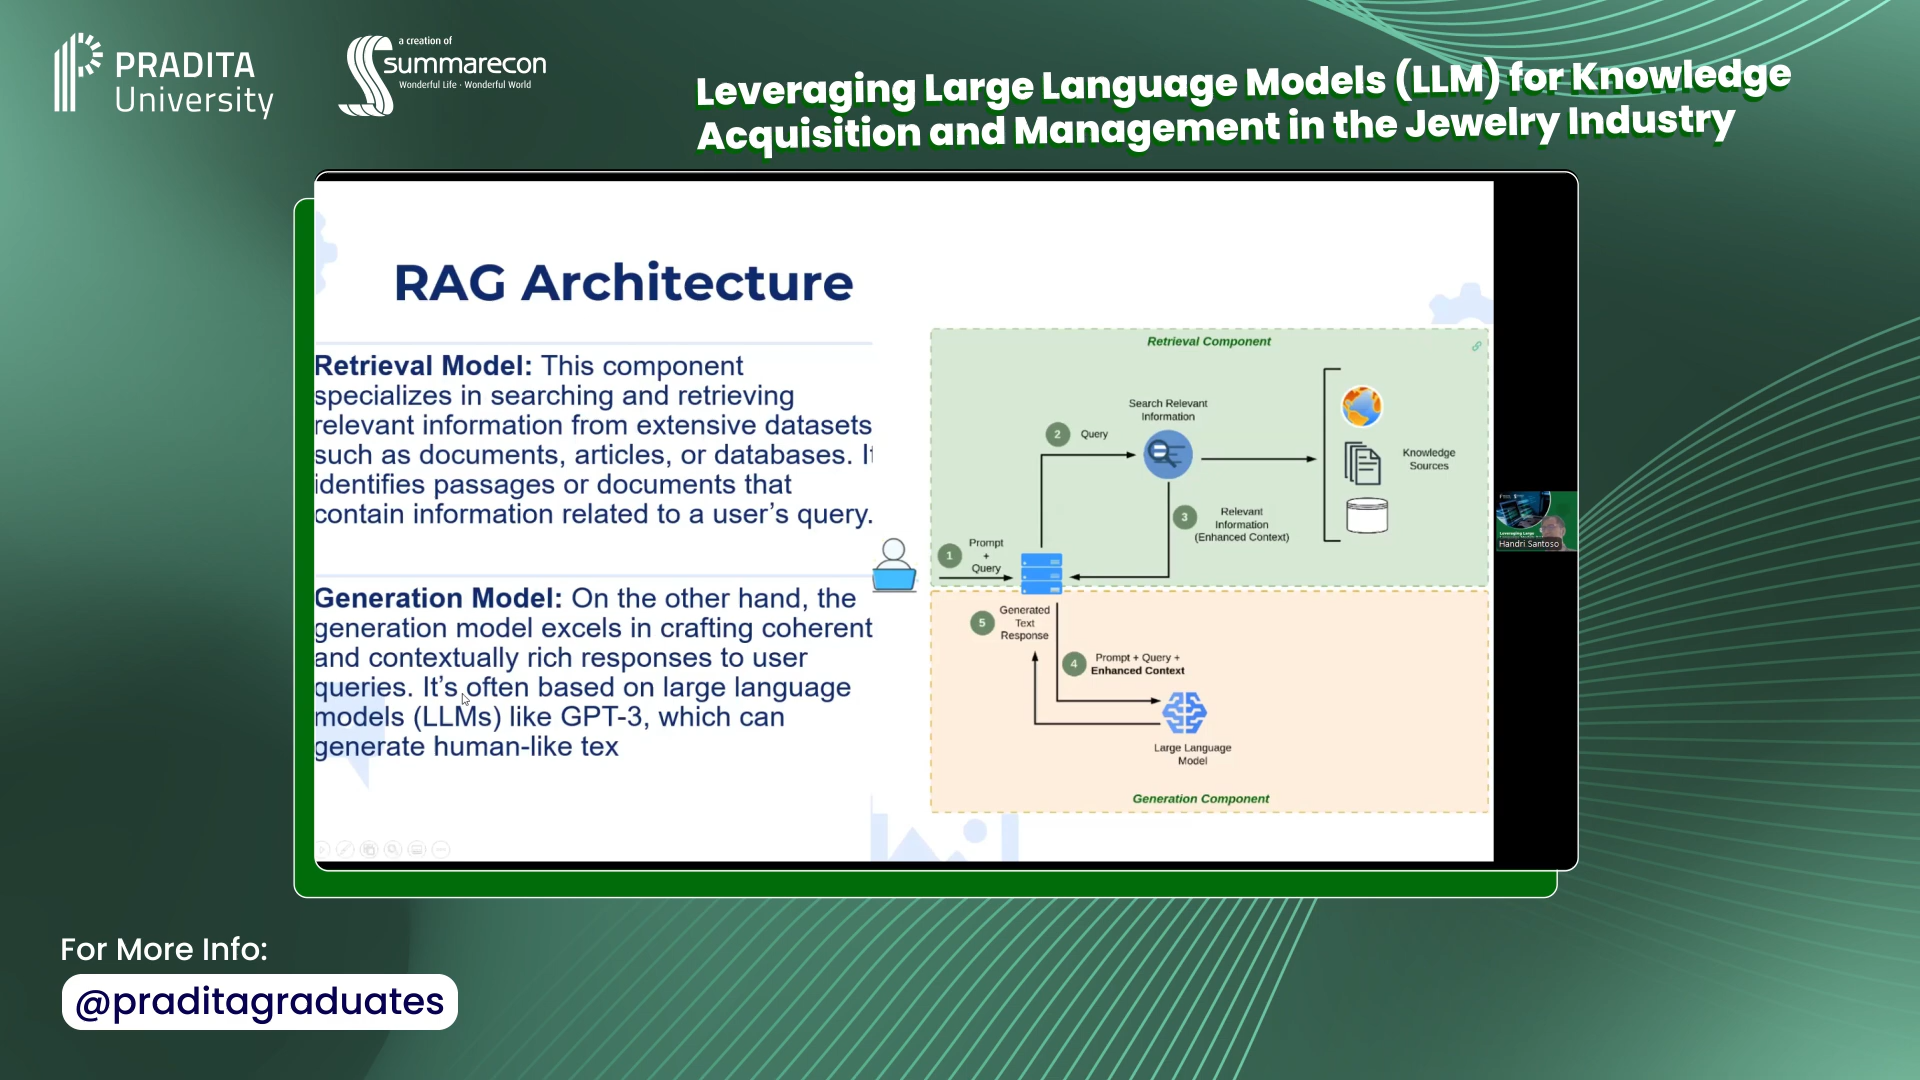 PRADITA
University
a creation of
summarecon
Wonderful Life · Wonderful World
Leveraging Large Language Models (LLM) for Knowledge
Acquisition and Management in the Jewelry Industry
RAG Architecture
Retrieval Model: This component
specializes in searching and retrieving
relevant information from extensive datasets
such as documents, articles, or databases. It
identifies passages or documents that
contain information related to a user’s query.
Generation Model: On the other hand, the
generation model excels in crafting coherent
and contextually rich responses to user
queries. It’s often based on large language
models (LLMs) like GPT-3, which can
generate human-like tex
Retrieval Component
Search Relevant
Information
2 Query
Knowledge
Sources
3 Relevant
Information
(Enhanced Context)
1 Prompt
+
Query
5 Generated
Text
Response
4 Prompt + Query +
Enhanced Context
Large Language
Model
Generation Component
Handri Santoso
For More Info:
@praditagraduates